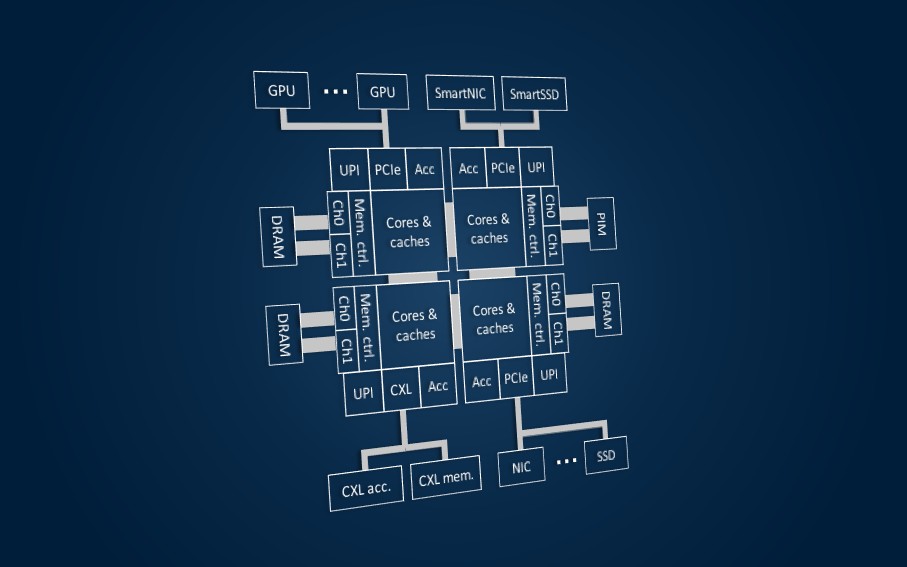 GPU ... GPU SmartNIC SmartSSD
UPI PCIe Acc Acc PCIe UPI
DRAM Ch0 Ch1 Mem. ctrl. Cores & caches Cores & caches Mem. ctrl. Ch0 Ch1 PIM
DRAM Ch0 Ch1 Mem. ctrl. Cores & caches Cores & caches Mem. ctrl. Ch0 Ch1 DRAM
UPI CXL Acc Acc PCIe UPI
CXL acc. CXL mem. NIC ... SSD